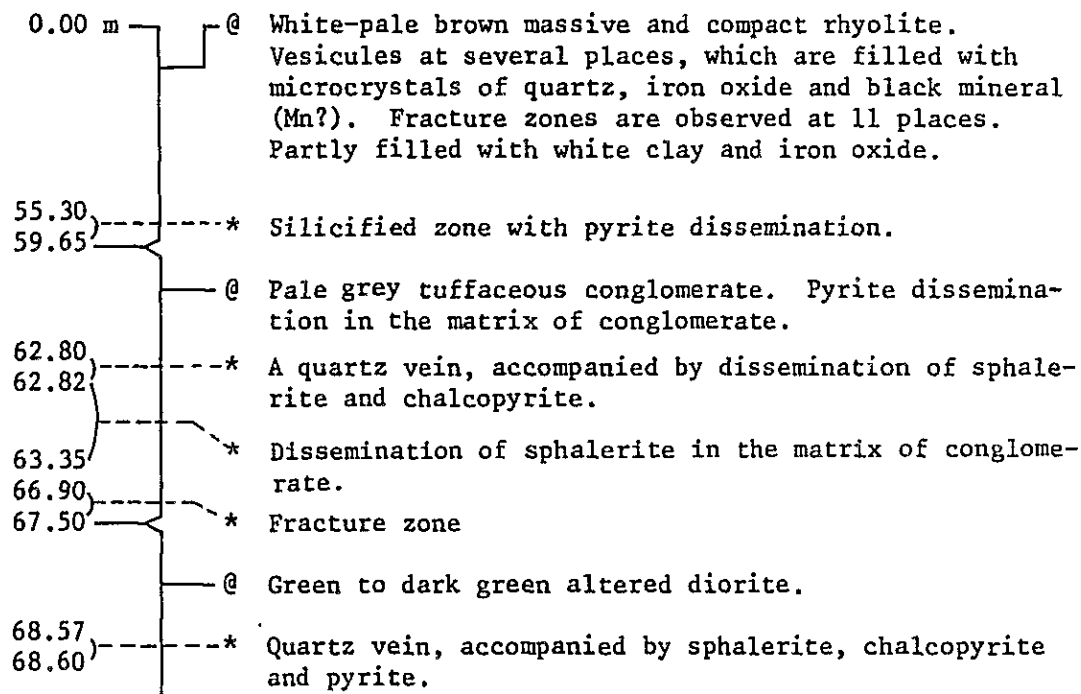 0.00 m @ White-pale brown massive and compact rhyolite.
Vesicules at several places, which are filled with
microcrystals of quartz, iron oxide and black mineral
(Mn?). Fracture zones are observed at 11 places.
Partly filled with white clay and iron oxide.
55.30
* Silicified zone with pyrite dissemination.
59.65
@ Pale grey tuffaceous conglomerate. Pyrite dissemina-
tion in the matrix of conglomerate.
62.80
* A quartz vein, accompanied by dissemination of sphale-
62.82
rite and chalcopyrite.
* Dissemination of sphalerite in the matrix of conglome-
63.35
rate.
66.90
67.50 * Fracture zone
@ Green to dark green altered diorite.
68.57
* Quartz vein, accompanied by sphalerite, chalcopyrite
68.60
and pyrite.